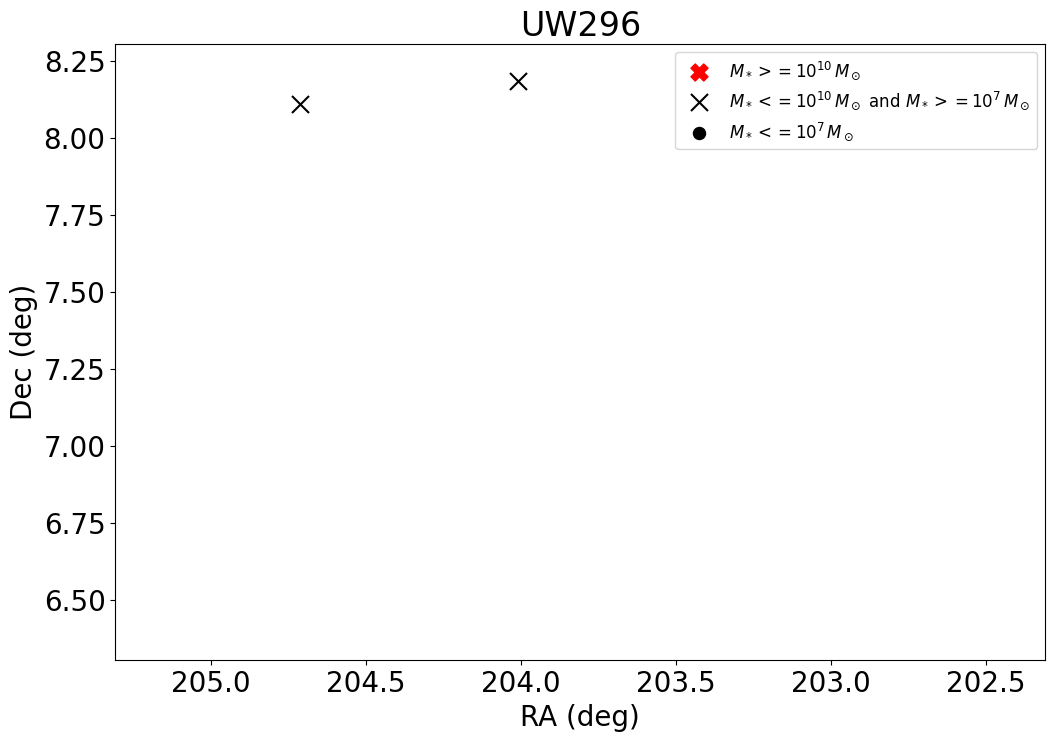 UW296
8.25
8.00
7.75
7.50
7.25
7.00
6.75
6.50
Dec (deg)
M* >= 10^10 M⊙
M* <= 10^10 M⊙ and M* >= 10^7 M⊙
M* <= 10^7 M⊙
205.0 204.5 204.0 203.5 203.0 202.5
RA (deg)